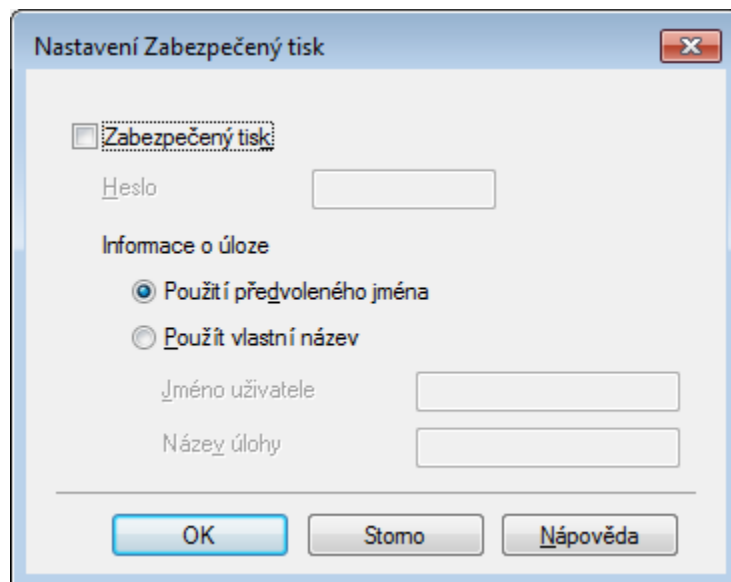 Nastavení Zabezpečený tisk
Zabezpečený tisk
Heslo
Informace o úloze
Použití předvoleného jména
Použít vlastní název
Jméno uživatele
Název úlohy
OK Storno Nápověda